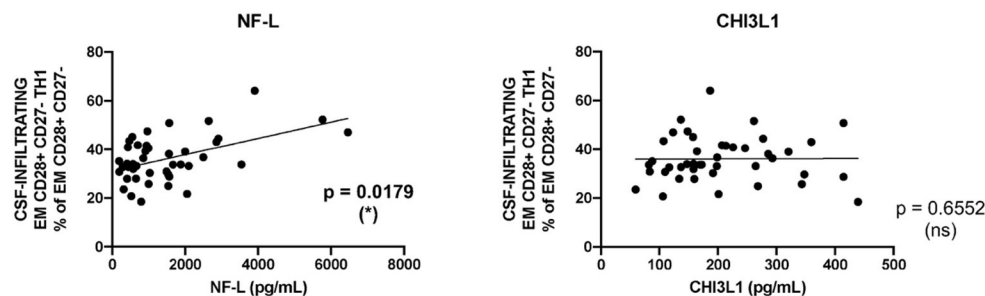 NF-L
CSF-INFILTRATING
EM CD28+ CD27- TH1
% of EM CD28+ CD27-
80
60
40
20
0
0 2000 4000 6000 8000
NF-L (pg/mL)
p = 0.0179
(*)
CHI3L1
CSF-INFILTRATING
EM CD28+ CD27- TH1
% of EM CD28+ CD27-
80
60
40
20
0
0 100 200 300 400 500
CHI3L1 (pg/mL)
p = 0.6552
(ns)